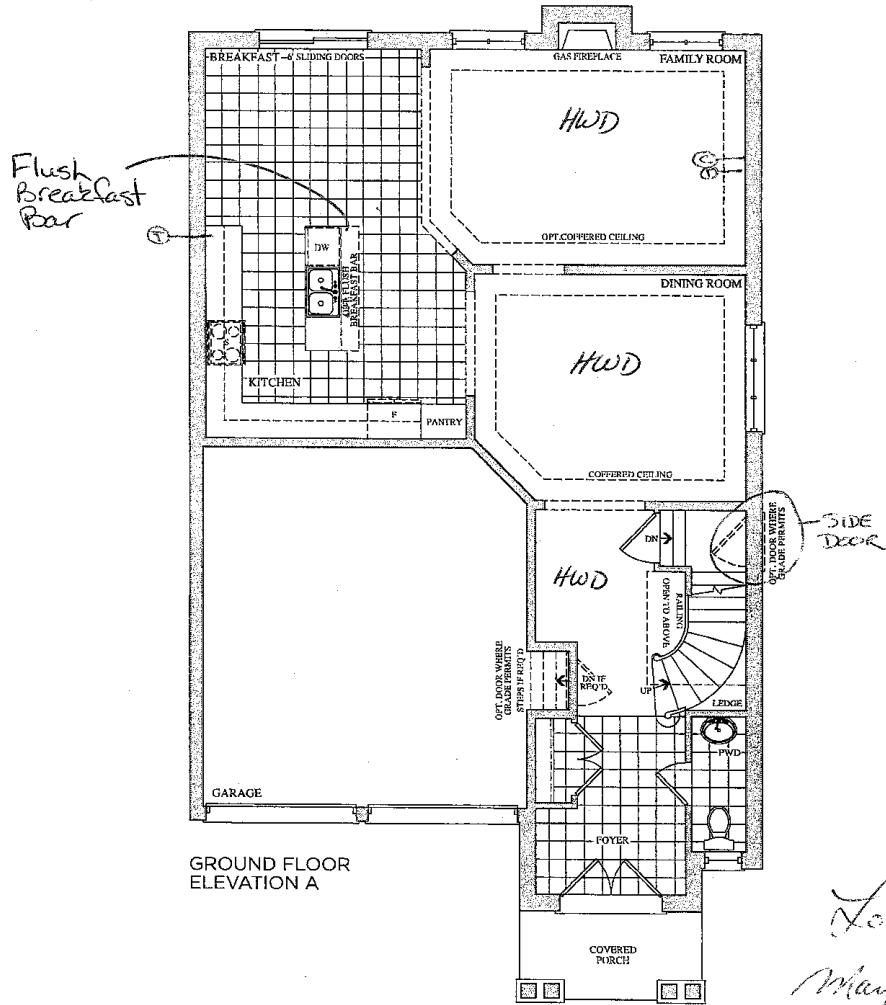 BREAKFAST
6' SLIDING DOORS
GAS FIREPLACE
FAMILY ROOM
HWD
Flush
Breakfast
Bar
T
C
DW
OPT. FLUSH
BREAKFAST BAR
OPT.COFFERED CEILING
DINING ROOM
HWD
KITCHEN
F
PANTRY
COFFERED CEILING
SIDE
DOOR
OPT. DOOR WHERE
GRADE PERMITS
DN
HWD
RAILING
OPEN TO ABOVE
OPT. DOOR WHERE
GRADE PERMITS
STEPS IF REQ'D
DN IF
REQ'D
UP
LEDGE
PWD
GARAGE
FOYER
GROUND FLOOR
ELEVATION A
COVERED
PORCH